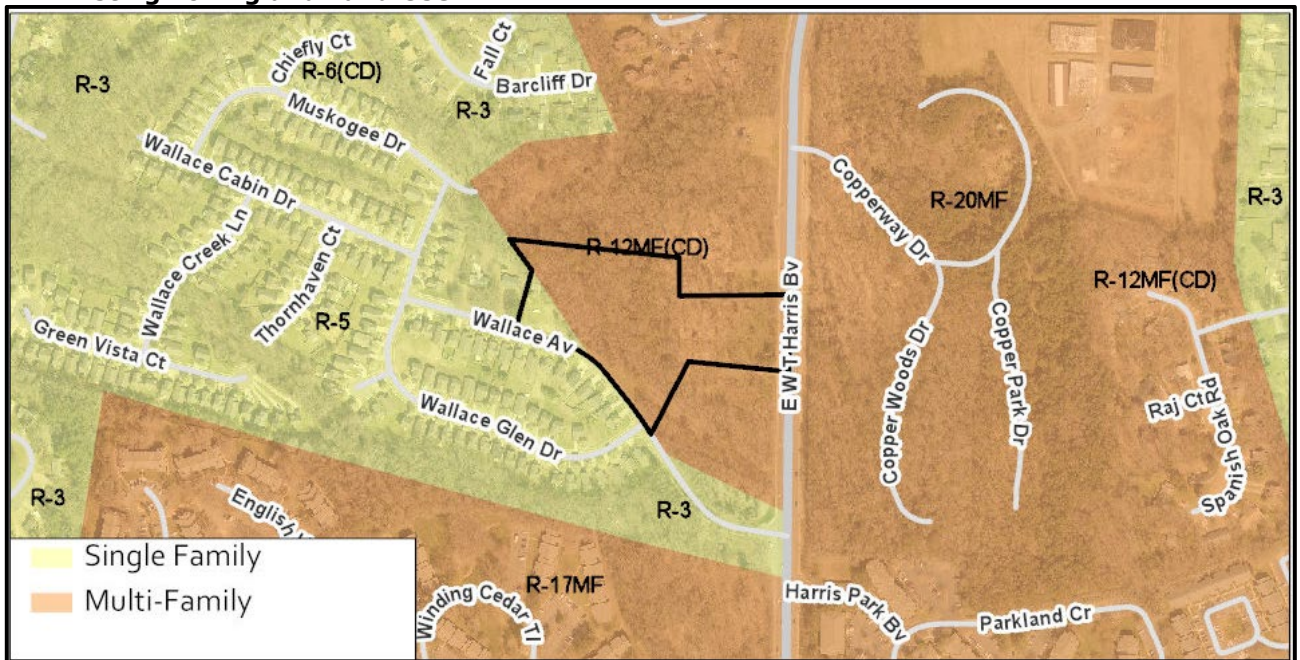 Chiefly Ct
R-6(CD)
Fall Ct
Barcliff Dr
R-3
R-3
Muskogee Dr
Wallace Cabin Dr
Wallace Creek Ln
Thornhaven Ct
R-5
Green Vista Ct
Wallace Av
Wallace Glen Dr
R-12MF(CD)
E W T Harris Bv
Copperway Dr
R-20MF
R-3
R-12MF(CD)
Copper Woods Dr
Copper Park Dr
Raj Ct
Spanish Oak Rd
R-3
English
R-3
R-17MF
Winding Cedar Tl
Harris Park Bv
Parkland Cr
Single Family
Multi-Family